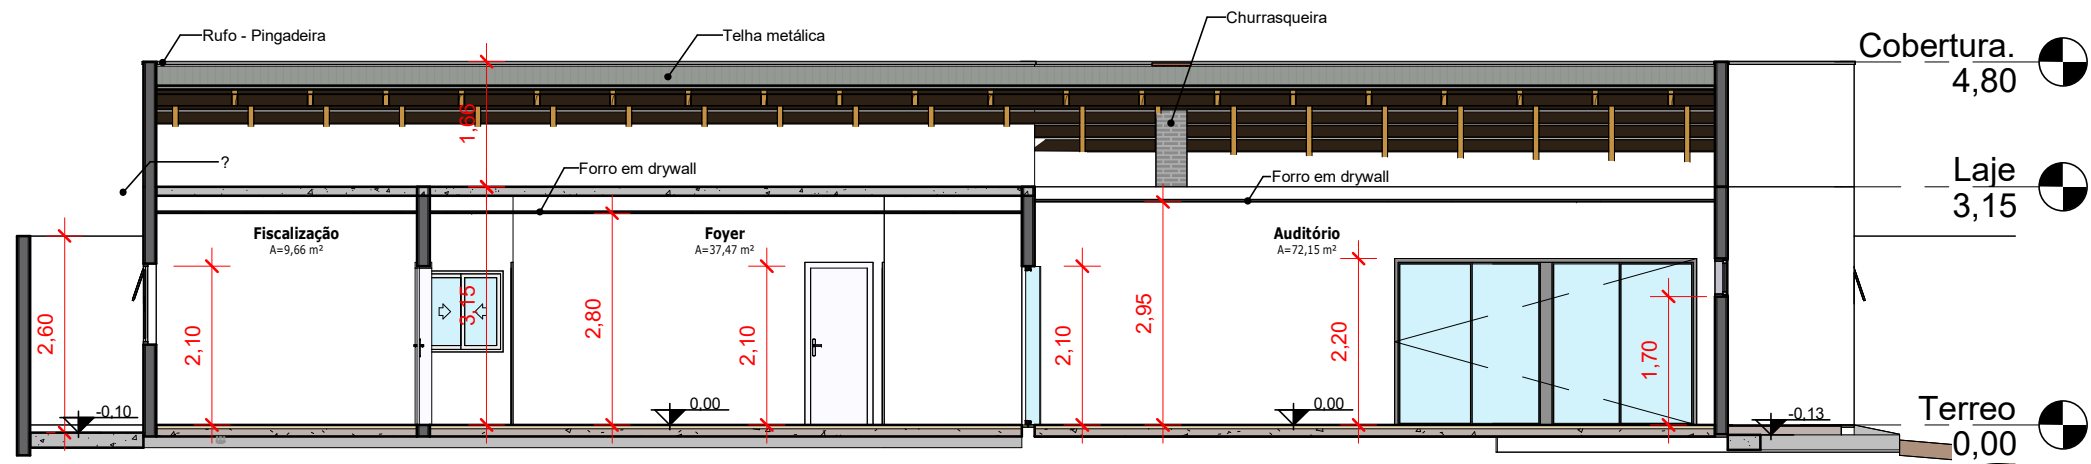 Churrasqueira
Rufo - Pingadeira
Telha metálica
Cobertura.
4,80
1,66
?
Forro em drywall
Forro em drywall
Laje
3,15
Fiscalização
A=9,66 m²
Foyer
A=37,47 m²
Auditório
A=72,15 m²
2,60
2,10
3,15
2,80
2,10
2,10
2,95
2,20
1,70
-0,10
0,00
0,00
-0,13
Terreo
0,00